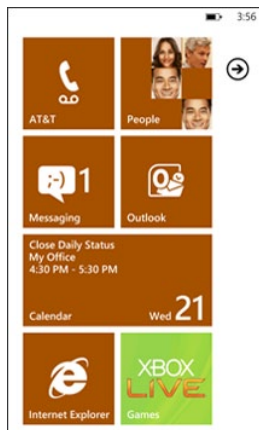 3:56
AT&T
People
;-) 1
Messaging
Outlook
Close Daily Status
My Office
4:30 PM - 5:30 PM
Calendar
Wed 21
XBOX
LIVE
Internet Explorer
Games